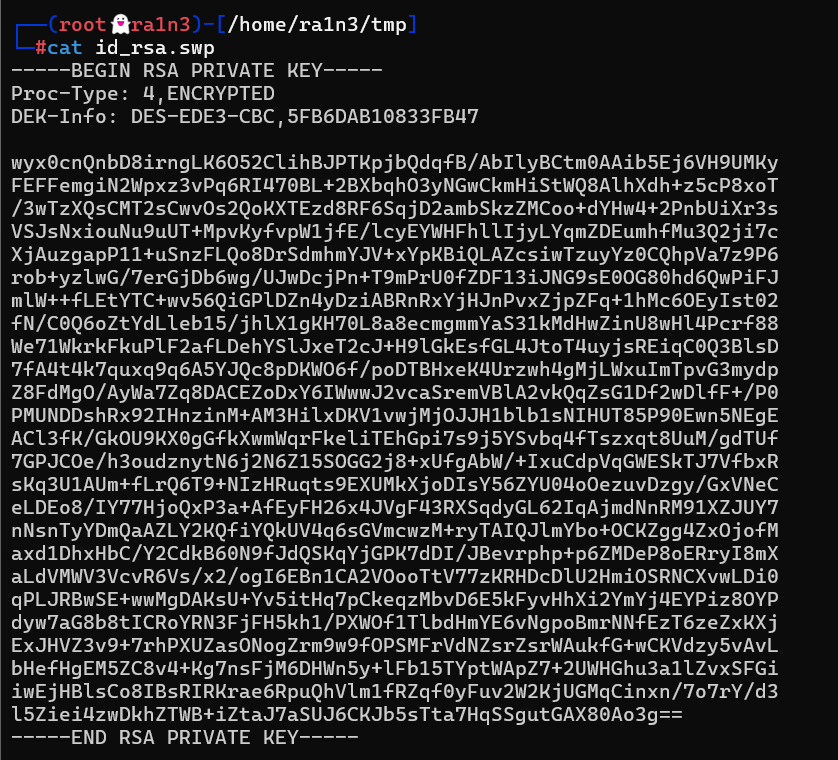 ┌──(root👻ra1n3)-[/home/ra1n3/tmp]
└─#cat id_rsa.swp
-----BEGIN RSA PRIVATE KEY-----
Proc-Type: 4,ENCRYPTED
DEK-Info: DES-EDE3-CBC,5FB6DAB10833FB47

wyx0cnQnbD8irngLK6O52ClihBJPTKpjbQdqfB/AbIlyBCtm0AAib5Ej6VH9UMKy
FEFFemgiN2Wpxz3vPq6RI470BL+2BXbqhO3yNGwCkmHiStWQ8AlhXdh+z5cP8xoT
/3wTzXQsCMT2sCwvOs2QoKXTEzd8RF6SqjD2ambSkzZMCoo+dYHw4+2PnbUiXr3s
VSJsNxiouNu9uUT+MpvKyfvpW1jfE/lcyEYWHFhllIjyLYqmZDEumhfMu3Q2ji7c
XjAuzgapP11+uSnzFLQo8DrSdmhmYJV+xYpKBiQLAZcsiwTzuyYz0CQhpVa7z9P6
rob+yzlwG/7erGjDb6wg/UJwDcjPn+T9mPrU0fZDF13iJNG9sE0OG80hd6QwPiFJ
mlW++fLEtYTC+wv56QiGPlDZn4yDziABRnRxYjHJnPvxZjpZFq+1hMc6OEyIst02
fN/C0Q6oZtYdLleb15/jhlX1gKH70L8a8ecmgmmYaS31kMdHwZinU8wHl4Pcrf88
We71WkrkFkuPlF2afLDehYSlJxeT2cJ+H9lGkEsfGL4JtoT4uyjsREiqC0Q3BlsD
7fA4t4k7quxq9q6A5YJQc8pDKWO6f/poDTBHxeK4Urzwh4gMjLWxuImTpvG3mydp
Z8FdMgO/AyWa7Zq8DACEZoDxY6IWwwJ2vcaSremVBlA2vkQqZsG1Df2wDlfF+/P0
PMUNDDshRx92IHnzinM+AM3HilxDKV1vwjMjOJJH1blb1sNIHUT85P90Ewn5NEgE
ACl3fK/GkOU9KX0gGfkXwmWqrFkeliTEhGpi7s9j5YSvbq4fTszxqt8UuM/gdTUf
7GPJCOe/h3oudznytN6j2N6Z15SOGG2j8+xUfgAbW/+IxuCdpVqGWESkTJ7VfbxR
sKq3U1AUm+fLrQ6T9+NIzHRuqts9EXUMkXjoDIsY56ZYU04oOezuvDzgy/GxVNeC
eLDEo8/IY77HjoQxP3a+AfEyFH26x4JVgF43RXSqdyGL62IqAjmdNnRM91XZJUY7
nNsnTyYDmQaAZLY2KQfiYQkUV4q6sGVmcwzM+ryTAIQJlmYbo+OCKZgg4ZxOjofM
axd1DhxHbC/Y2CdkB60N9fJdQSKqYjGPK7dDI/JBevrphp+p6ZMDeP8oERryI8mX
aLdVMWV3VcvR6Vs/x2/ogI6EBn1CA2VOooTtV77zKRHDcDlU2HmiOSRNCXvwLDi0
qPLJRBwSE+wwMgDAKsU+Yv5itHq7pCkeqzMbvD6E5kFyvHhXi2YmYj4EYPiz8OYP
dyw7aG8b8tICRoYRN3FjFH5kh1/PXWOf1TlbdHmYE6vNgpoBmrNNfEzT6zeZxKXj
ExJHVZ3v9+7rhPXUZasONogZrm9w9fOPSMFrVdNZsrZsrWAukfG+wCKVdzy5vAvL
bHefHgEM5ZC8v4+Kg7nsFjM6DHWn5y+lFb15TYptWApZ7+2UWHGhu3a1lZvxSFGi
iwEjHBlsCo8IBsRIRKrae6RpuQhVlm1fRZqf0yFuv2W2KjUGMqCinxn/7o7rY/d3
l5Ziei4zwDkhZTWB+iZtaJ7aSUJ6CKJb5sTta7HqSSgutGAX80Ao3g==
-----END RSA PRIVATE KEY-----